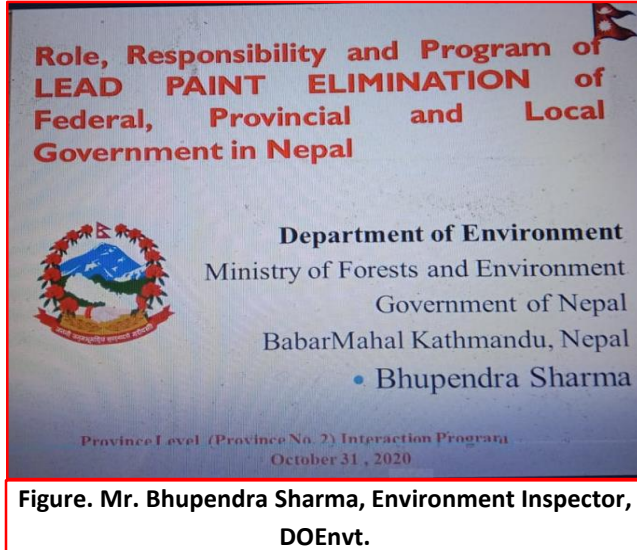 Role, Responsibility and Program of
LEAD PAINT ELIMINATION of
Federal, Provincial and Local
Government in Nepal
Department of Environment
Ministry of Forests and Environment
Government of Nepal
BabarMahal Kathmandu, Nepal
• Bhupendra Sharma
Province Level (Province No. 2) Interaction Program
October 31 , 2020
Figure. Mr. Bhupendra Sharma, Environment Inspector,
DOEnvt.